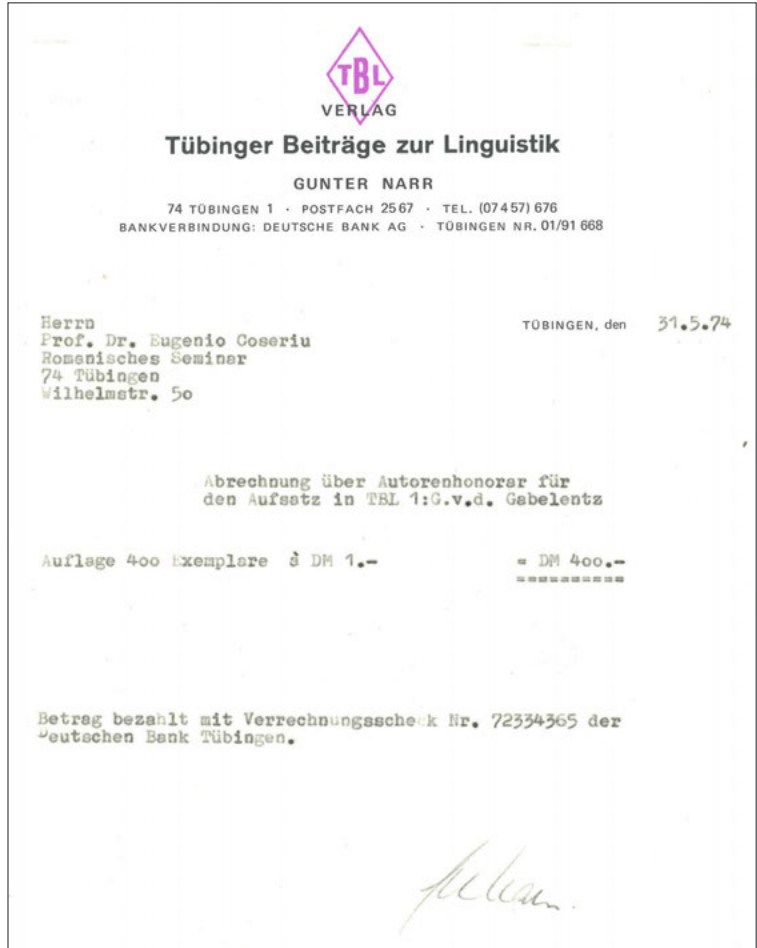 TBL
VERLAG
Tübinger Beiträge zur Linguistik
GUNTER NARR
74 TÜBINGEN 1 · POSTFACH 2567 · TEL. (07457) 676
BANKVERBINDUNG: DEUTSCHE BANK AG · TÜBINGEN NR. 01/91 668
Herrn
Prof. Dr. Eugenio Coseriu
Romanisches Seminar
74 Tübingen
Wilhelmstr. 5o
TÜBINGEN, den 31.5.74
Abrechnung über Autorenhonorar für
den Aufsatz in TBL 1:G.v.d. Gabelentz
Auflage 4oo Exemplare à DM 1.- = DM 4oo.-
==========
Betrag bezahlt mit Verrechnungsscheck Nr. 72334365 der
Deutschen Bank Tübingen.